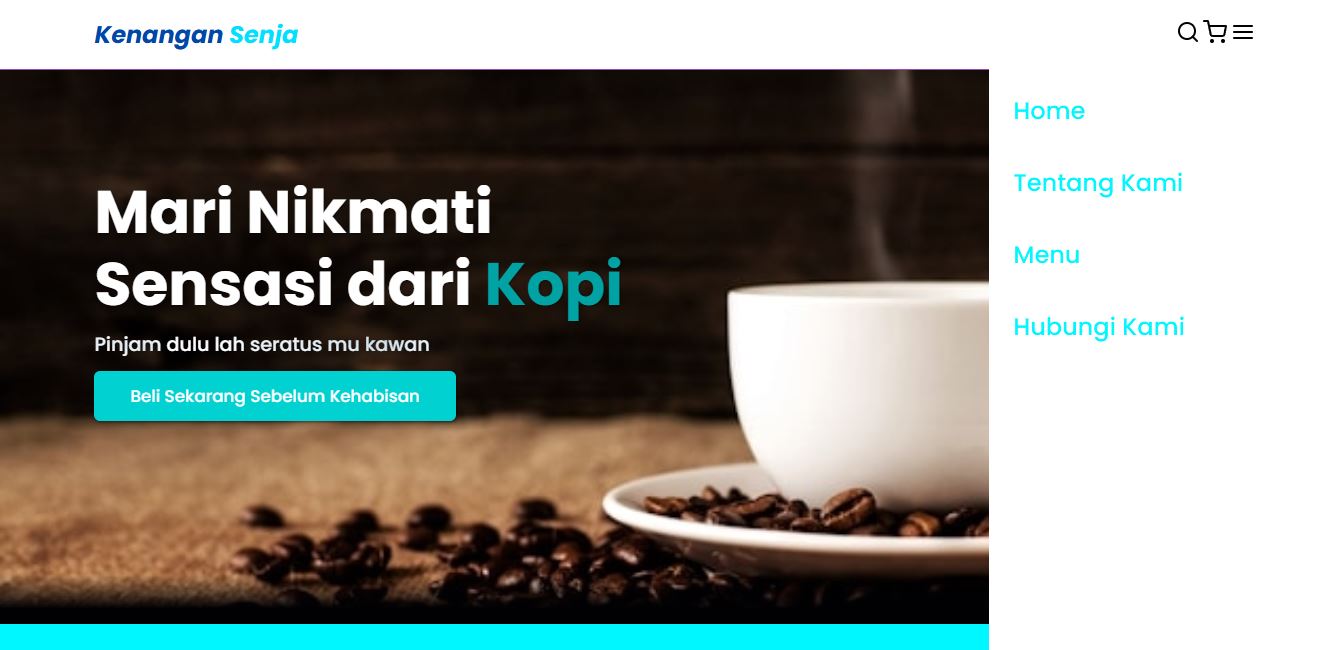 Kenangan Senja
Mari Nikmati
Sensasi dari Kopi
Pinjam dulu lah seratus mu kawan
Beli Sekarang Sebelum Kehabisan
Home
Tentang Kami
Menu
Hubungi Kami